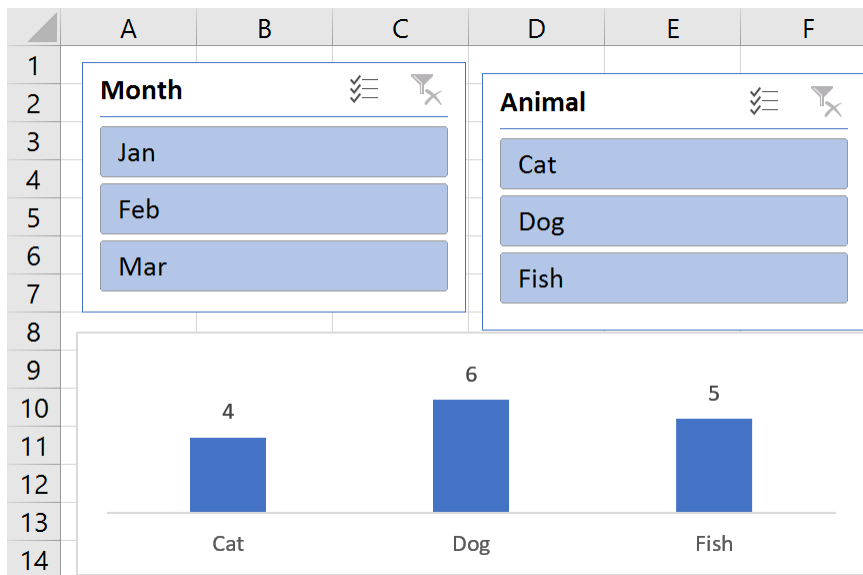 A B C D E F
1
2
3
4
5
6
7
8
9
10
11
12
13
14
Month
Jan
Feb
Mar
Animal
Cat
Dog
Fish
4 6 5
Cat Dog Fish